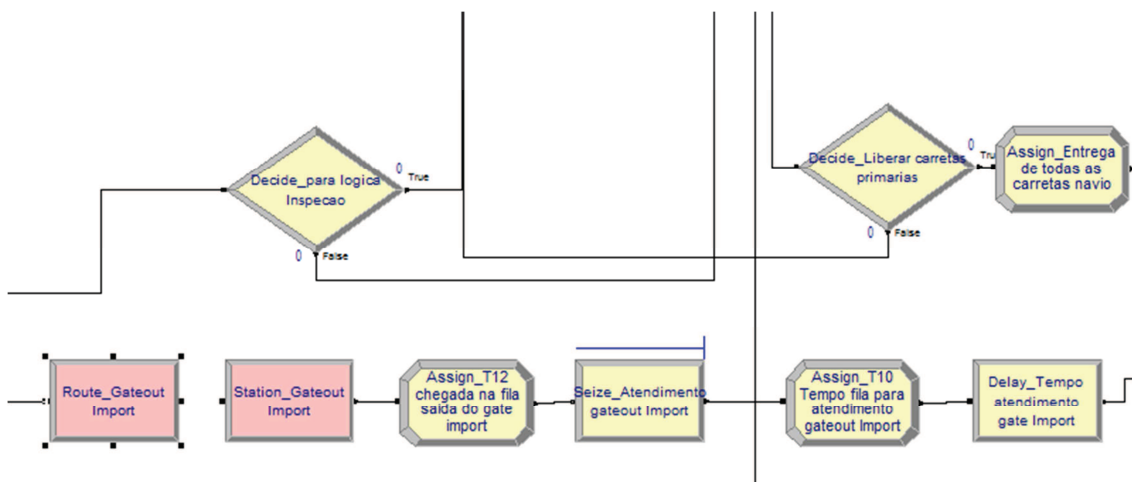 Decide_para logica
Inspecao
0
True
0
False
Decide_Liberar carretas
primarias
0
Tru
0
False
Assign_Entrega
de todas as
carretas navio
Route_Gateout
Import
Station_Gateout
Import
Assign_T12
chegada na fila
saida do gate
import
Seize_Atendimento
gateout Import
Assign_T10
Tempo fila para
atendimento
gateout Import
Delay_Tempo
atendimento
gate Import